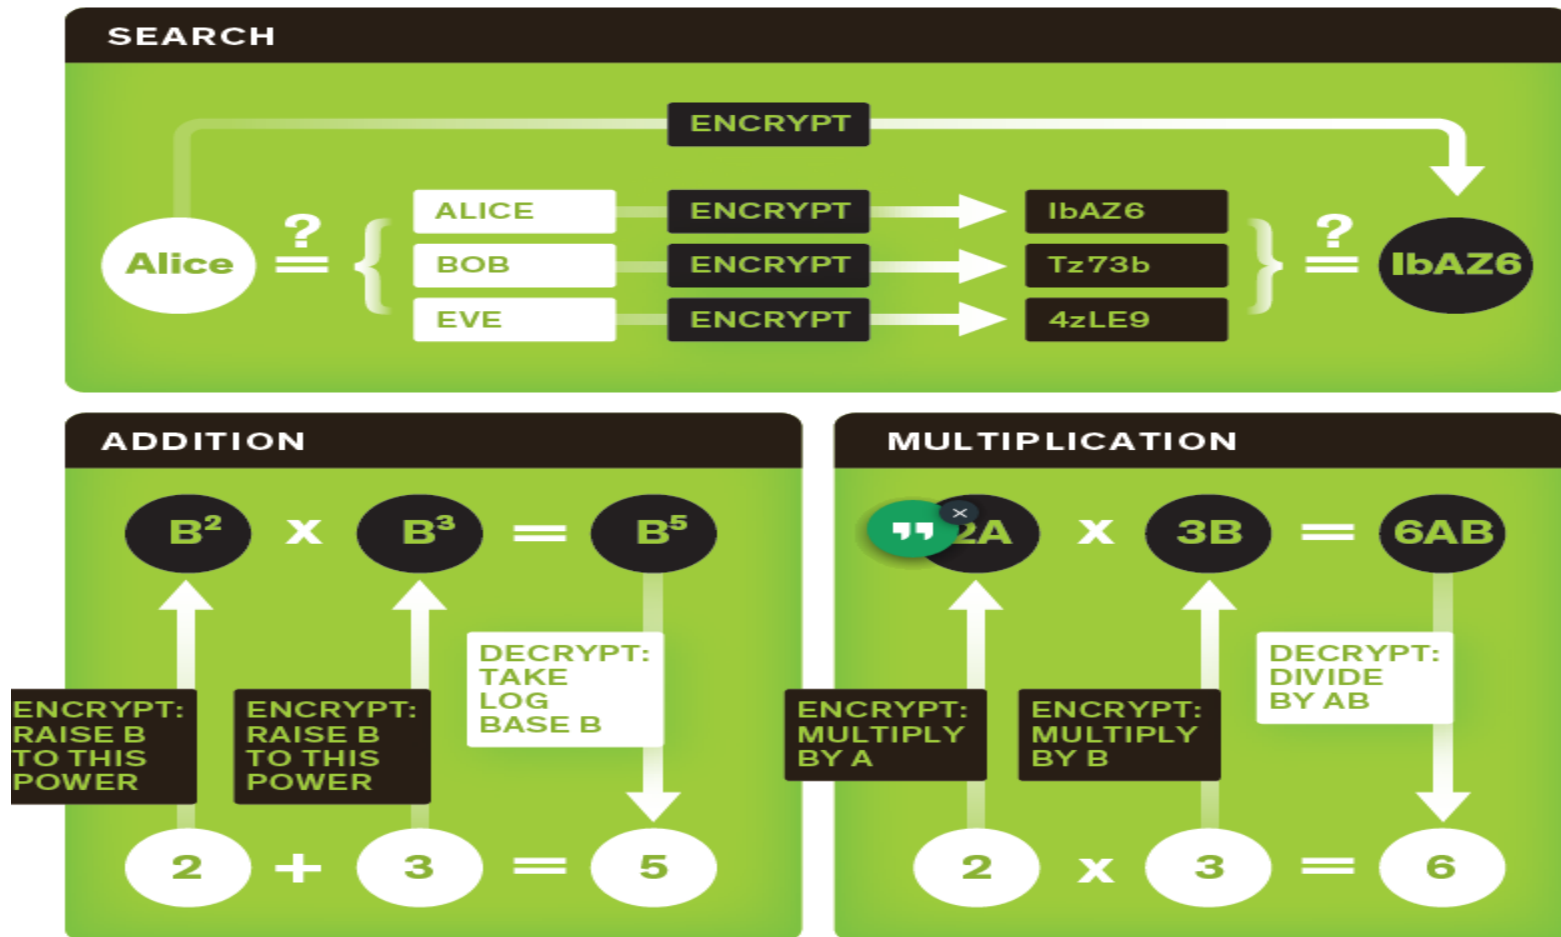 SEARCH
ENCRYPT
Alice ? = { ALICE ENCRYPT IbAZ6 } ? = IbAZ6
BOB ENCRYPT Tz73b
EVE ENCRYPT 4zLE9
ADDITION
B² x B³ = B⁵
DECRYPT:
TAKE
LOG
BASE B
ENCRYPT:
RAISE B
TO THIS
POWER
ENCRYPT:
RAISE B
TO THIS
POWER
2 + 3 = 5
MULTIPLICATION
2A x 3B = 6AB
DECRYPT:
DIVIDE
BY AB
ENCRYPT:
MULTIPLY
BY A
ENCRYPT:
MULTIPLY
BY B
2 x 3 = 6